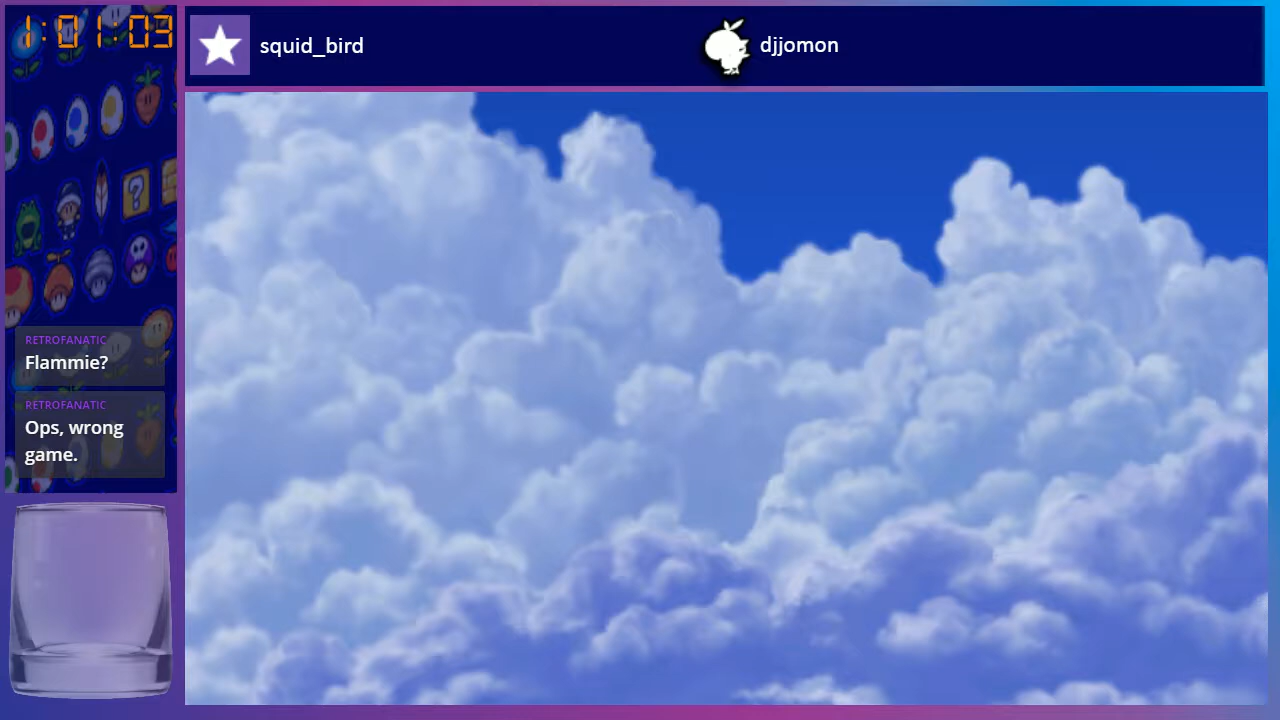 1:01:03
squid_bird
djjomon
?
RETROFANATIC
Flammie?
RETROFANATIC
Ops, wrong
game.